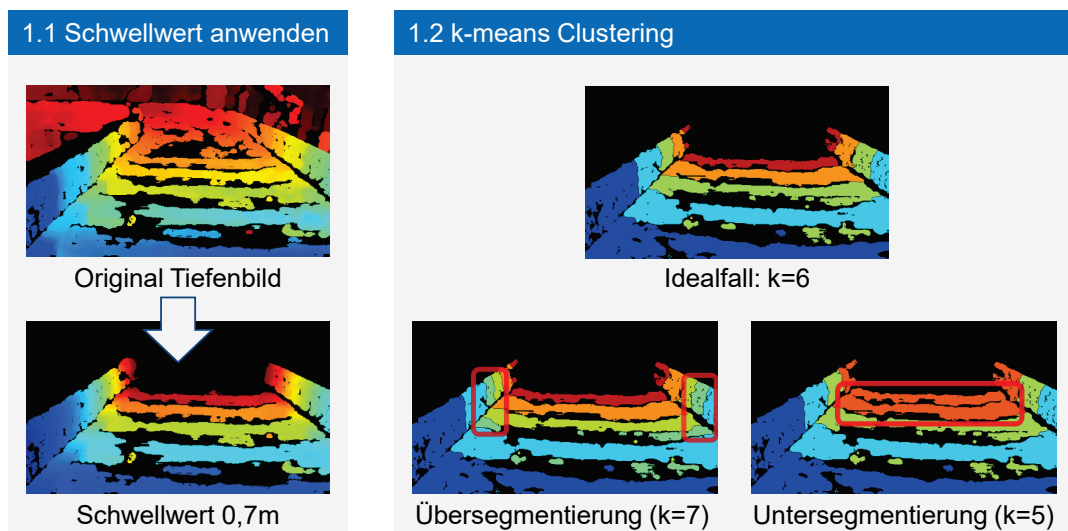 1.1 Schwellwert anwenden
Original Tiefenbild
Schwellwert 0,7m
1.2 k-means Clustering
Idealfall: k=6
Übersegmentierung (k=7)
Untersegmentierung (k=5)